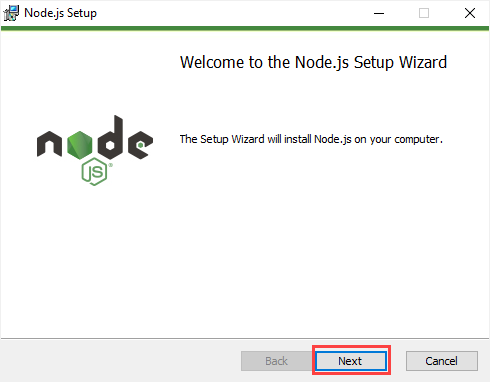 Node.js Setup
Welcome to the Node.js Setup Wizard
The Setup Wizard will install Node.js on your computer.
node
JS®
Back
Next
Cancel